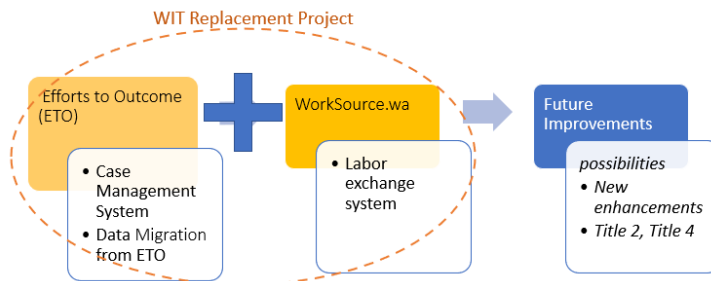 WIT Replacement Project
Efforts to Outcome
(ETO)
• Case
Management
System
• Data Migration
from ETO
WorkSource.wa
• Labor
exchange
system
Future
Improvements
possibilities
• New
enhancements
• Title 2, Title 4